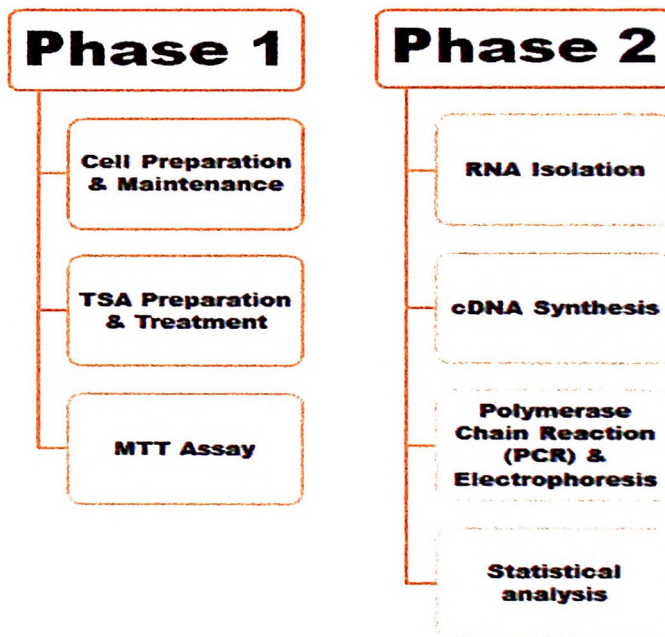 Phase 1
Cell Preparation
& Maintenance
TSA Preparation
& Treatment
MTT Assay
Phase 2
RNA Isolation
cDNA Synthesis
Polymerase
Chain Reaction
(PCR) &
Electrophoresis
Statistical
analysis